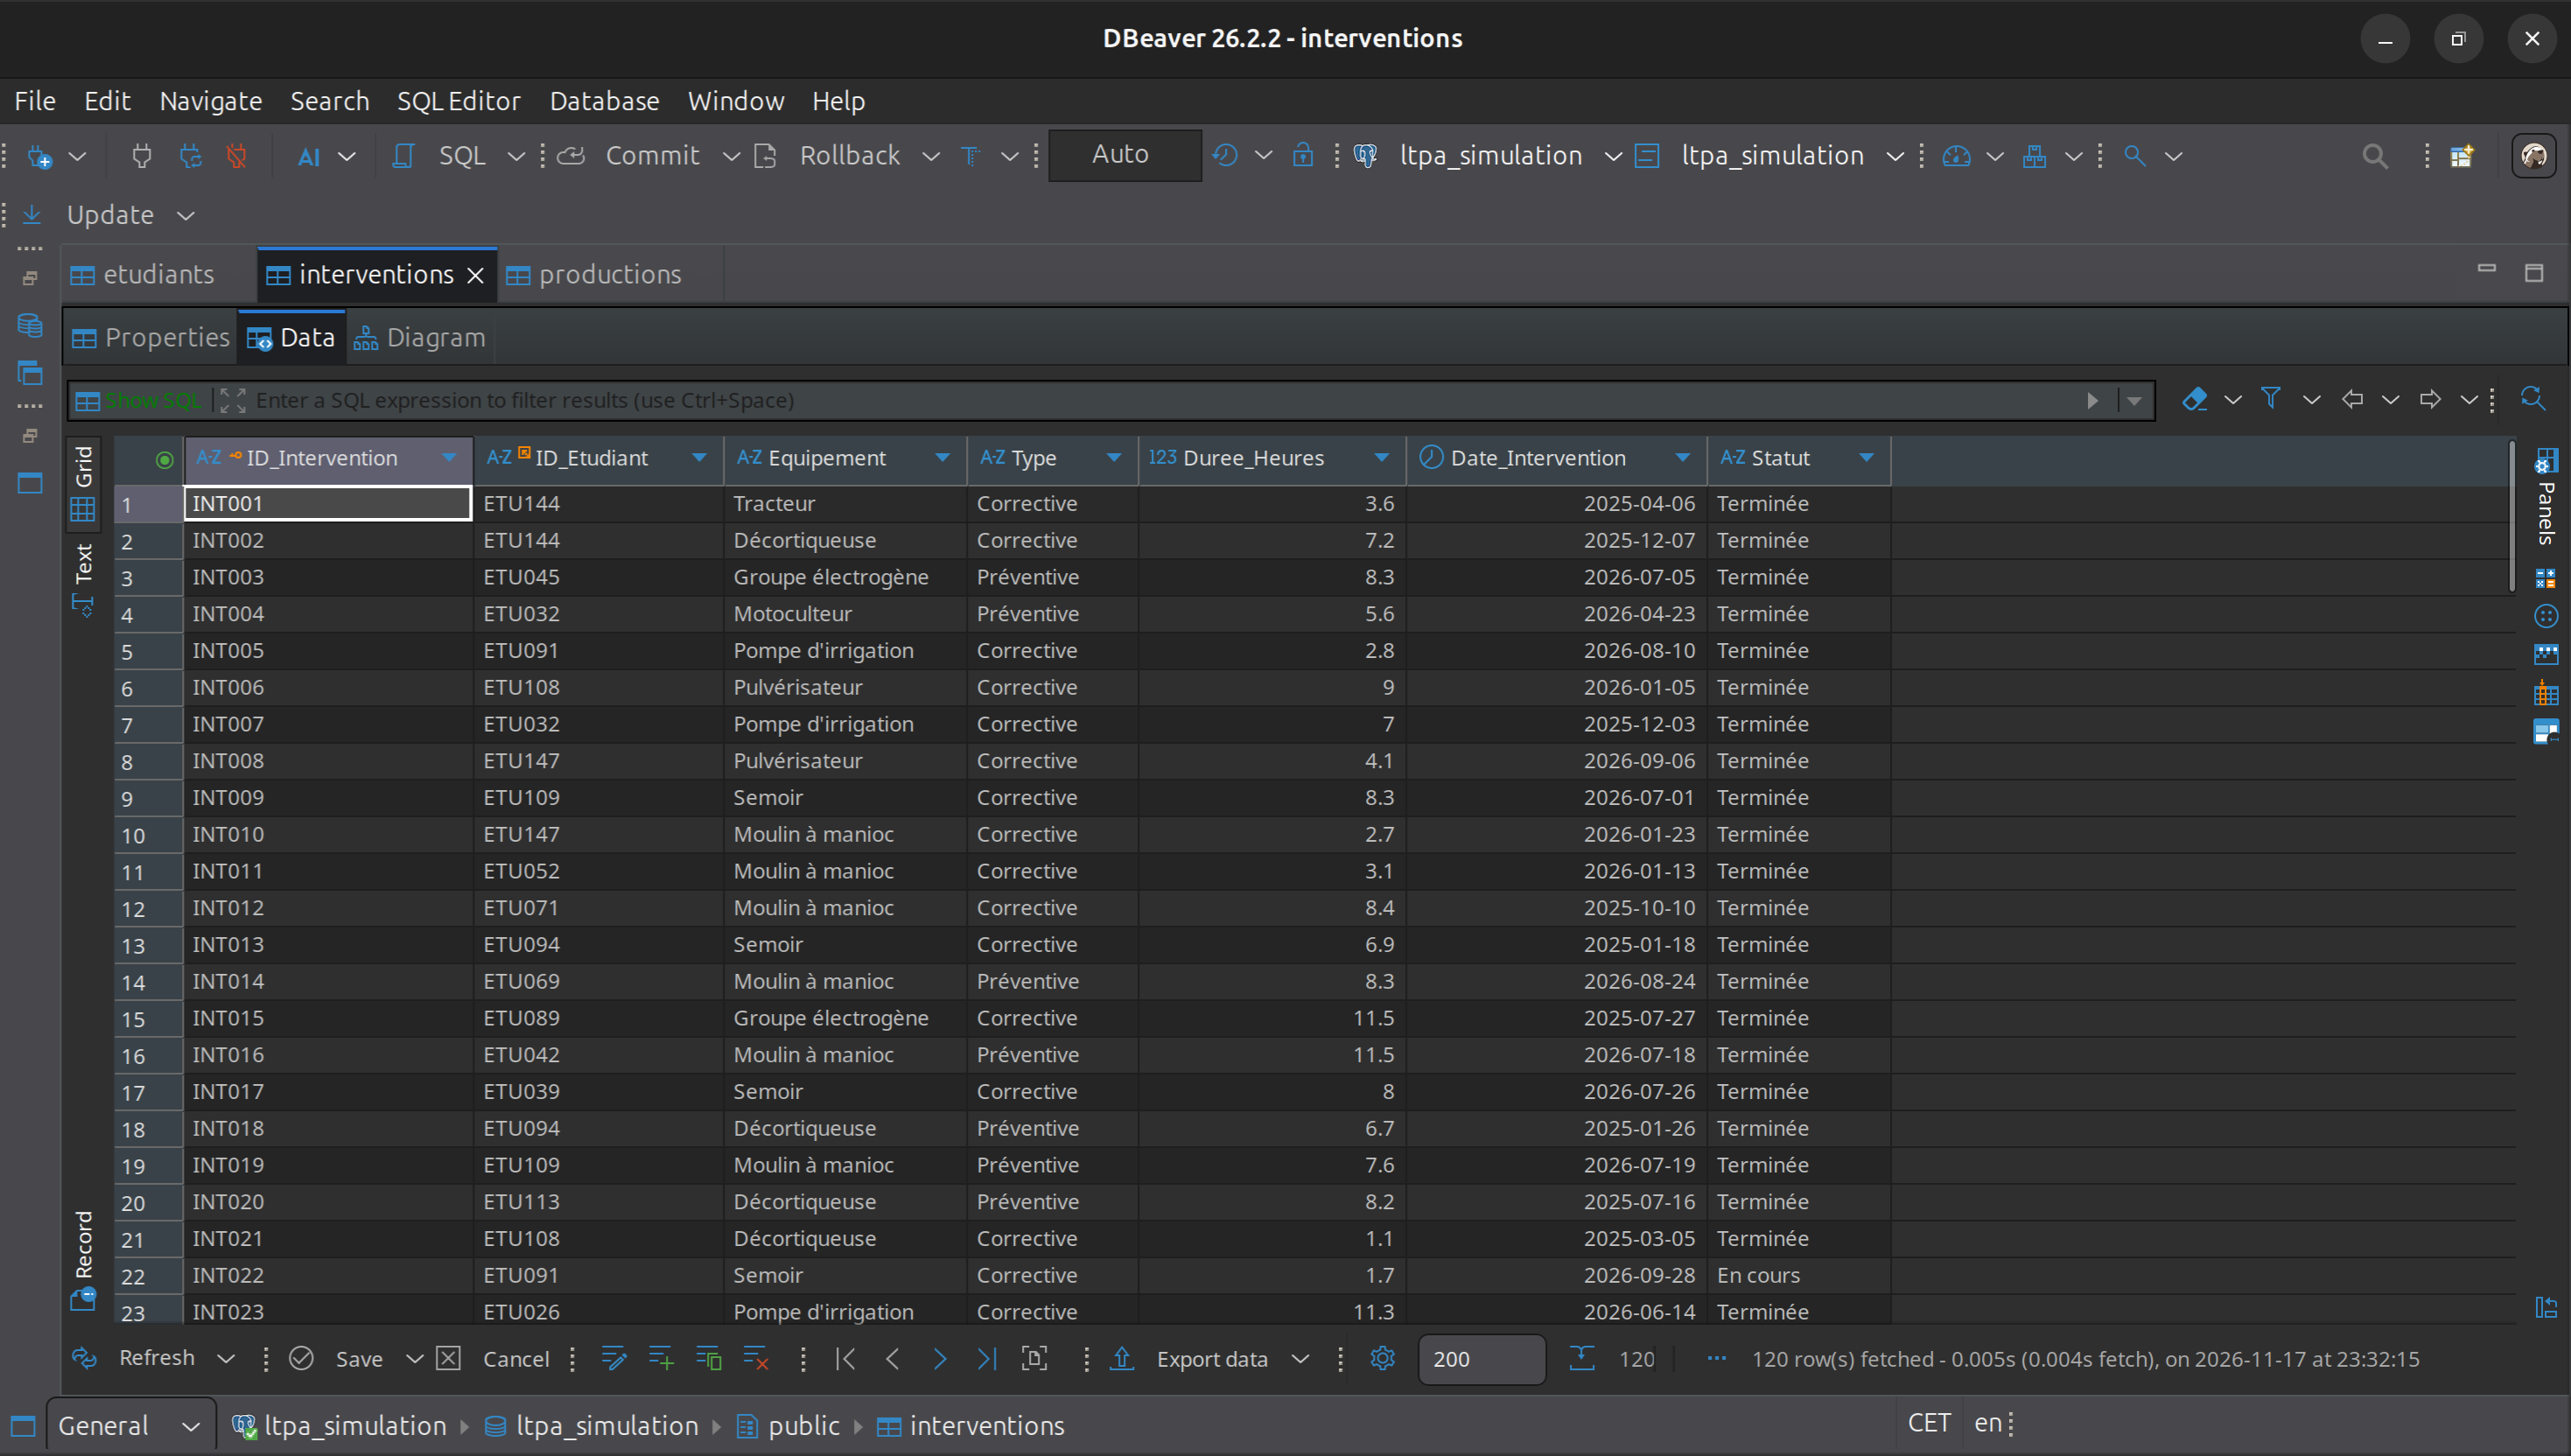 DBeaver 26.2.2 - interventions
File Edit Navigate Search SQL Editor Database Window Help
AI SQL Commit Rollback T Auto ltpa_simulation ltpa_simulation
Update
etudiants interventions productions
Properties Data Diagram
Show SQL Enter a SQL expression to filter results (use Ctrl+Space)
Grid
Text
Record
Panels
A-Z ID_Intervention A-Z ID_Etudiant A-Z Equipement A-Z Type 123 Duree_Heures Date_Intervention A-Z Statut
1 INT001 ETU144 Tracteur Corrective 3.6 2025-04-06 Terminée
2 INT002 ETU144 Décortiqueuse Corrective 7.2 2025-12-07 Terminée
3 INT003 ETU045 Groupe électrogène Préventive 8.3 2026-07-05 Terminée
4 INT004 ETU032 Motoculteur Préventive 5.6 2026-04-23 Terminée
5 INT005 ETU091 Pompe d'irrigation Corrective 2.8 2026-08-10 Terminée
6 INT006 ETU108 Pulvérisateur Corrective 9 2026-01-05 Terminée
7 INT007 ETU032 Pompe d'irrigation Corrective 7 2025-12-03 Terminée
8 INT008 ETU147 Pulvérisateur Corrective 4.1 2026-09-06 Terminée
9 INT009 ETU109 Semoir Corrective 8.3 2026-07-01 Terminée
10 INT010 ETU147 Moulin à manioc Corrective 2.7 2026-01-23 Terminée
11 INT011 ETU052 Moulin à manioc Corrective 3.1 2026-01-13 Terminée
12 INT012 ETU071 Moulin à manioc Corrective 8.4 2025-10-10 Terminée
13 INT013 ETU094 Semoir Corrective 6.9 2025-01-18 Terminée
14 INT014 ETU069 Moulin à manioc Préventive 8.3 2026-08-24 Terminée
15 INT015 ETU089 Groupe électrogène Corrective 11.5 2025-07-27 Terminée
16 INT016 ETU042 Moulin à manioc Préventive 11.5 2026-07-18 Terminée
17 INT017 ETU039 Semoir Corrective 8 2026-07-26 Terminée
18 INT018 ETU094 Décortiqueuse Préventive 6.7 2025-01-26 Terminée
19 INT019 ETU109 Moulin à manioc Préventive 7.6 2026-07-19 Terminée
20 INT020 ETU113 Décortiqueuse Préventive 8.2 2025-07-16 Terminée
21 INT021 ETU108 Décortiqueuse Corrective 1.1 2025-03-05 Terminée
22 INT022 ETU091 Semoir Corrective 1.7 2026-09-28 En cours
23 INT023 ETU026 Pompe d'irrigation Corrective 11.3 2026-06-14 Terminée
Refresh Save Cancel Export data 200 120 ... 120 row(s) fetched - 0.005s (0.004s fetch), on 2026-11-17 at 23:32:15
General ltpa_simulation ltpa_simulation public interventions CET en